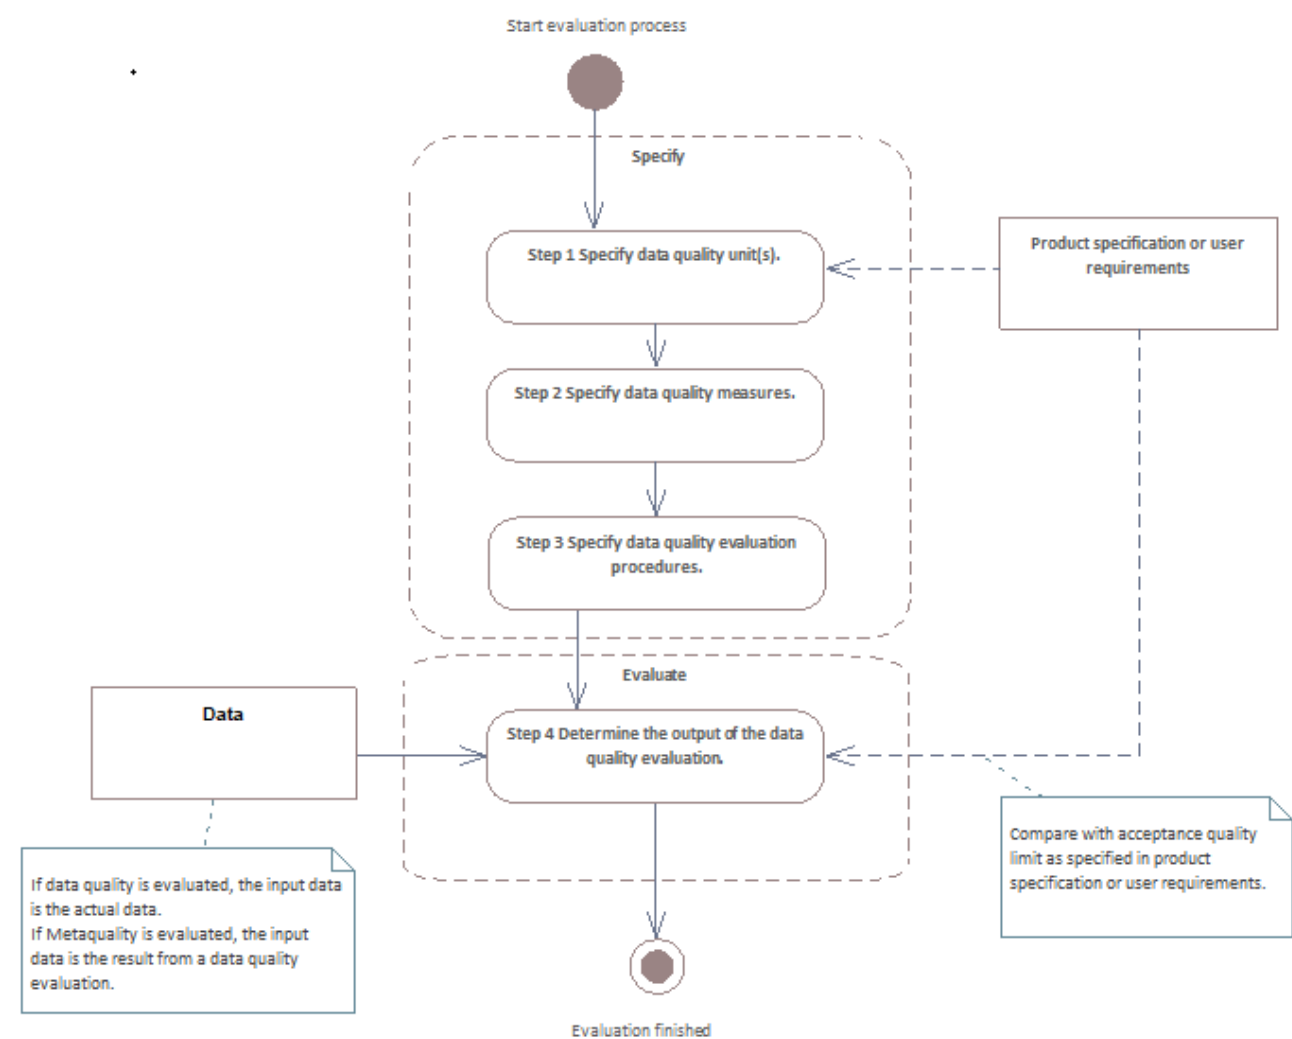 Start evaluation process
Specify
Step 1 Specify data quality unit(s).
Product specification or user
requirements
Step 2 Specify data quality measures.
Step 3 Specify data quality evaluation
procedures.
Evaluate
Data
Step 4 Determine the output of the data
quality evaluation.
Compare with acceptance quality
limit as specified in product
specification or user requirements.
If data quality is evaluated, the input data
is the actual data.
If Metaquality is evaluated, the input
data is the result from a data quality
evaluation.
Evaluation finished